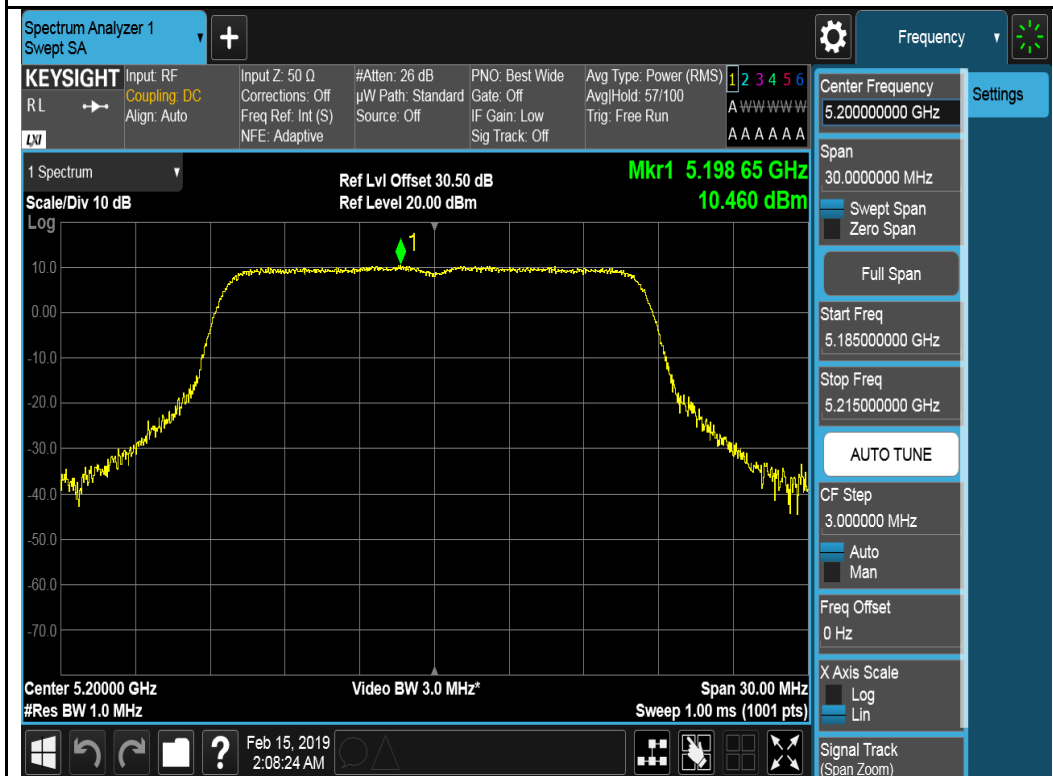 Spectrum Analyzer 1
Swept SA
+
Frequency
KEYSIGHT
R L
LXI
Input: RF
Coupling: DC
Align: Auto
Input Z: 50 Ω
Corrections: Off
Freq Ref: Int (S)
NFE: Adaptive
#Atten: 26 dB
µW Path: Standard
Source: Off
PNO: Best Wide
Gate: Off
IF Gain: Low
Sig Track: Off
Avg Type: Power (RMS)
Avg|Hold: 57/100
Trig: Free Run
1 2 3 4 5 6
A W W W W W
A A A A A A
Settings
1 Spectrum
Scale/Div 10 dB
Log
Ref Lvl Offset 30.50 dB
Ref Level 20.00 dBm
Mkr1 5.198 65 GHz
10.460 dBm
1
10.0
0.00
-10.0
-20.0
-30.0
-40.0
-50.0
-60.0
-70.0
Center 5.20000 GHz
#Res BW 1.0 MHz
Video BW 3.0 MHz*
Span 30.00 MHz
Sweep 1.00 ms (1001 pts)
Center Frequency
5.200000000 GHz
Span
30.0000000 MHz
Swept Span
Zero Span
Full Span
Start Freq
5.185000000 GHz
Stop Freq
5.215000000 GHz
AUTO TUNE
CF Step
3.000000 MHz
Auto
Man
Freq Offset
0 Hz
X Axis Scale
Log
Lin
Signal Track
(Span Zoom)
?
Feb 15, 2019
2:08:24 AM